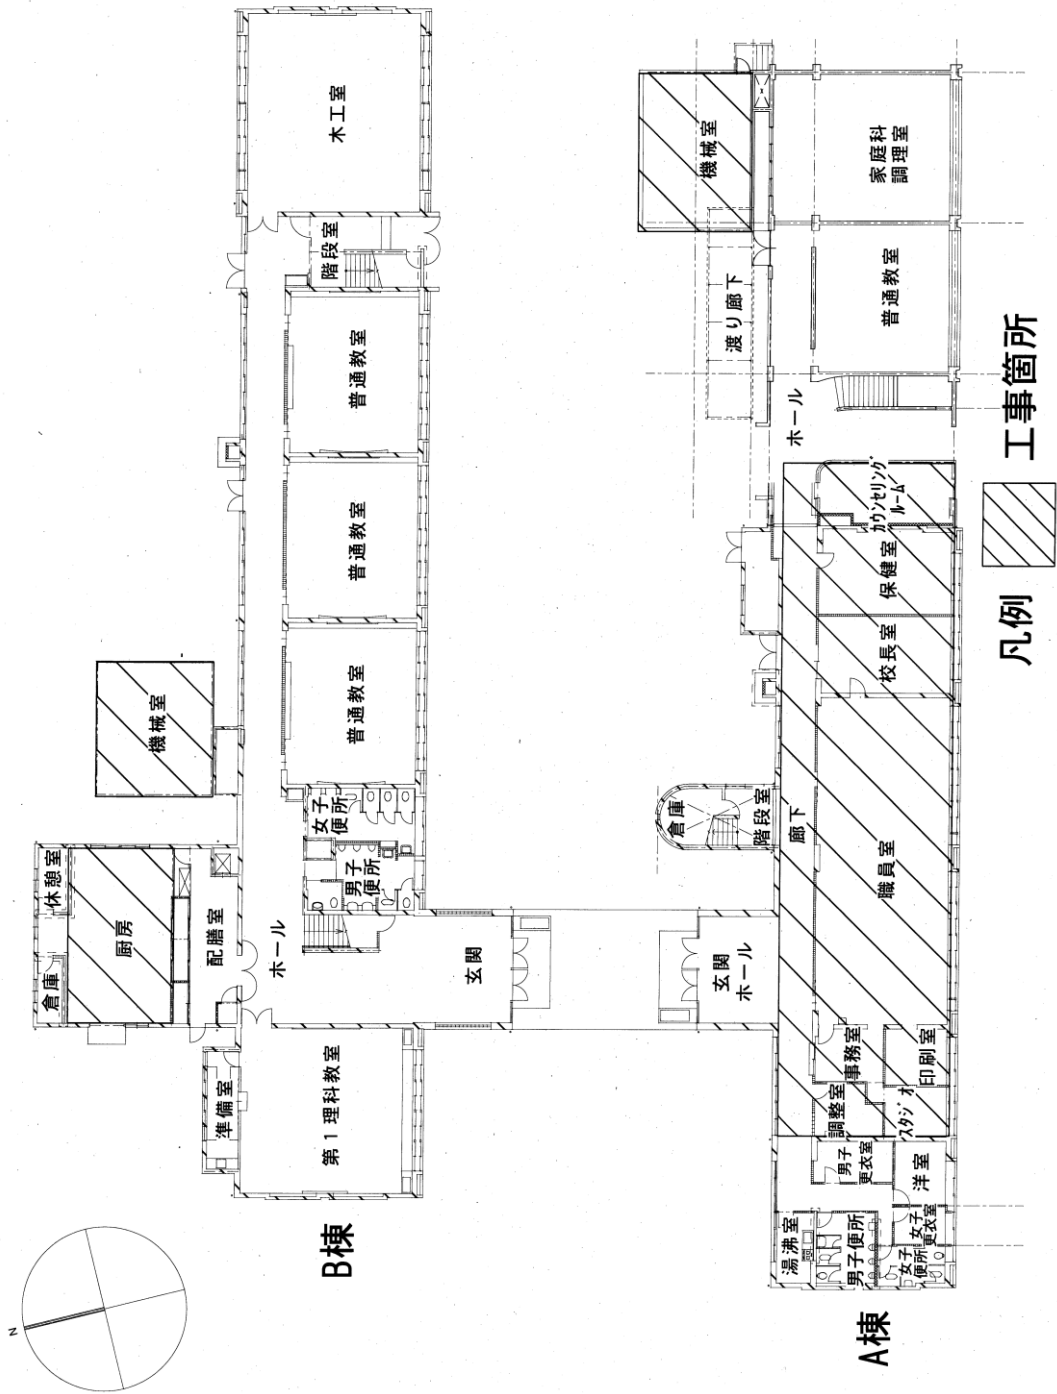 木工室
階段室
普通教室
普通教室
普通教室
機械室
女子
便所
男子
便所
休憩室
厨房
倉庫
配膳室
ホール
玄関
準備室
第1理科教室
B棟
N
機械室
家庭科
調理室
渡り廊下
普通教室
ホール
カウンセリング
ルーム
保健室
校長室
倉庫
階段室
廊下
職員室
玄関
ホール
事務室
印刷室
調整室
スタジオ
男子
更衣室
洋室
湯沸室
男子便所
女子
更衣室
女子
便所
A棟
凡例
工事箇所